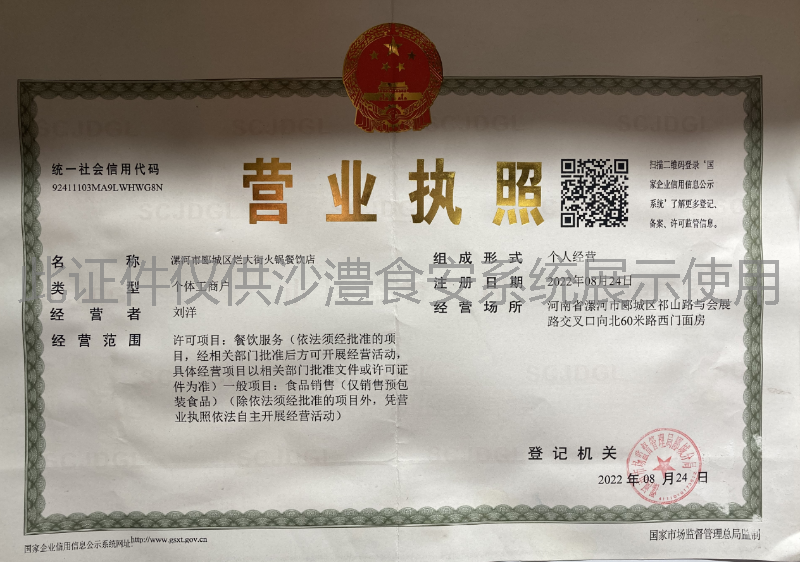 营业执照
统一社会信用代码
92411103MA9LWHWG8N
扫描二维码登录‘国
家企业信用信息公示
系统’了解更多登记、
备案、许可监管信息。
名 称 漯河市郾城区烂大街火锅餐饮店
类 型 个体工商户
经 营 者 刘洋
经 营 范 围 许可项目：餐饮服务（依法须经批准的项
目，经相关部门批准后方可开展经营活动，
具体经营项目以相关部门批准文件或许可证
件为准）一般项目：食品销售（仅销售预包
装食品）（除依法须经批准的项目外，凭营
业执照依法自主开展经营活动）
组 成 形 式 个人经营
注 册 日 期 2022年08月24日
经 营 场 所 河南省漯河市郾城区祁山路与会展
路交叉口向北60米路西门面房
此证件仅供沙澧食安系统展示使用
登 记 机 关
2022 年 08 月 24 日
国家企业信用信息公示系统网址:http://www.gsxt.gov.cn
国家市场监督管理总局监制